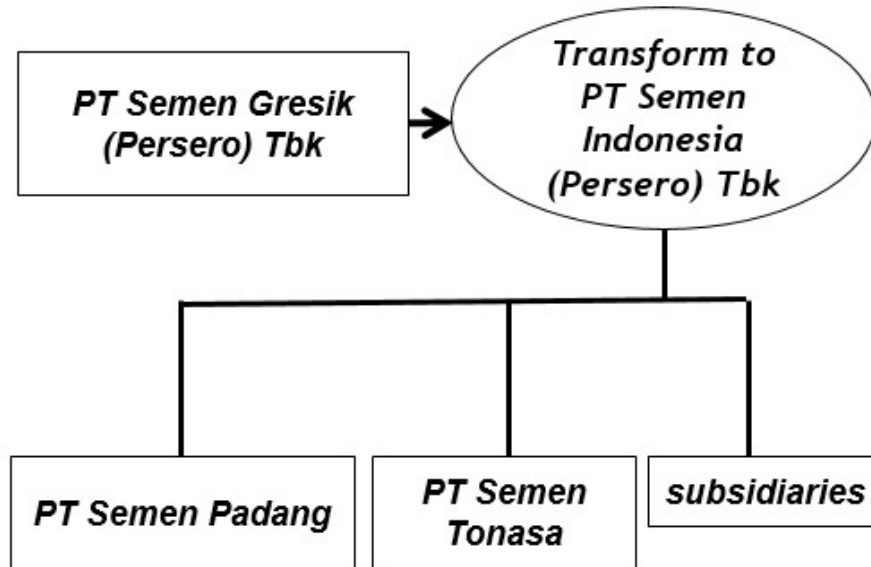 PT Semen Gresik
(Persero) Tbk
Transform to
PT Semen
Indonesia
(Persero) Tbk
PT Semen Padang
PT Semen
Tonasa
subsidiaries